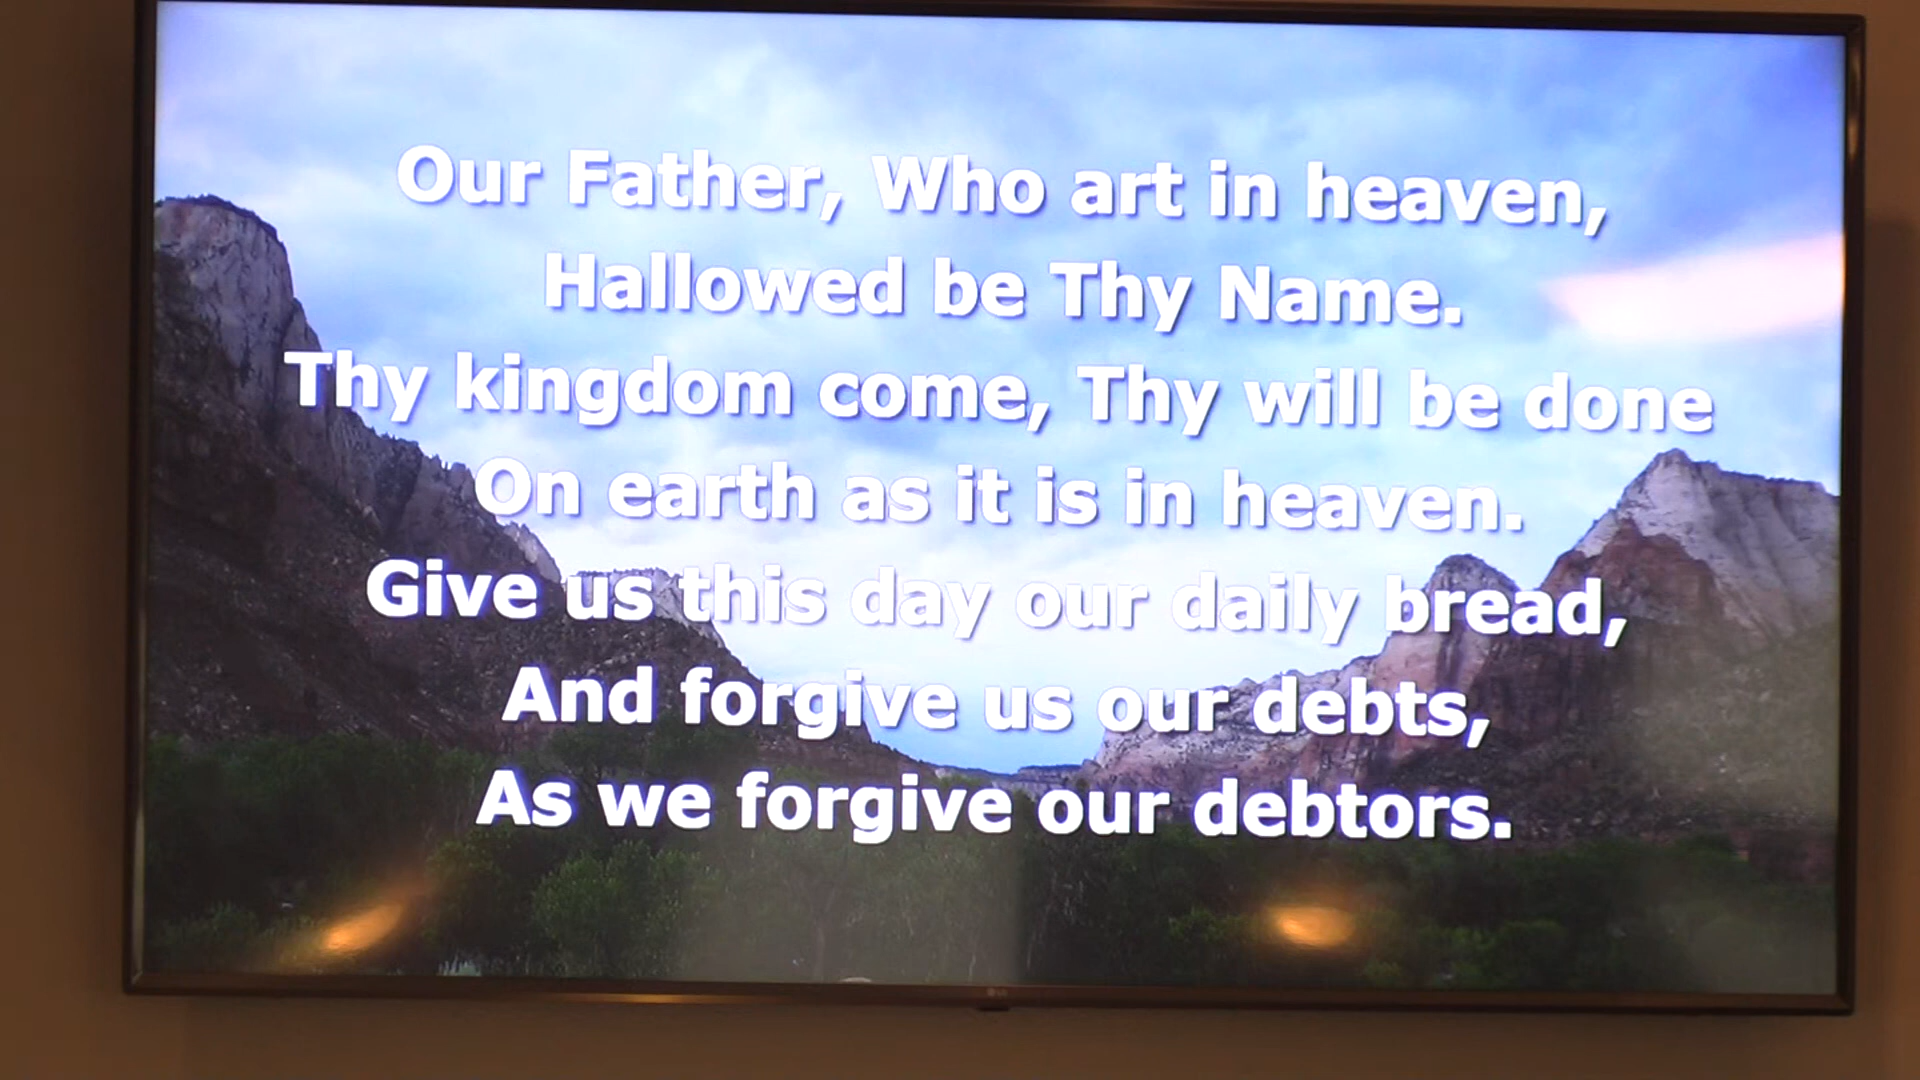 Our Father, Who art in heaven,
Hallowed be Thy Name.
Thy kingdom come, Thy will be done
On earth as it is in heaven.
Give us this day our daily bread,
And forgive us our debts,
As we forgive our debtors.